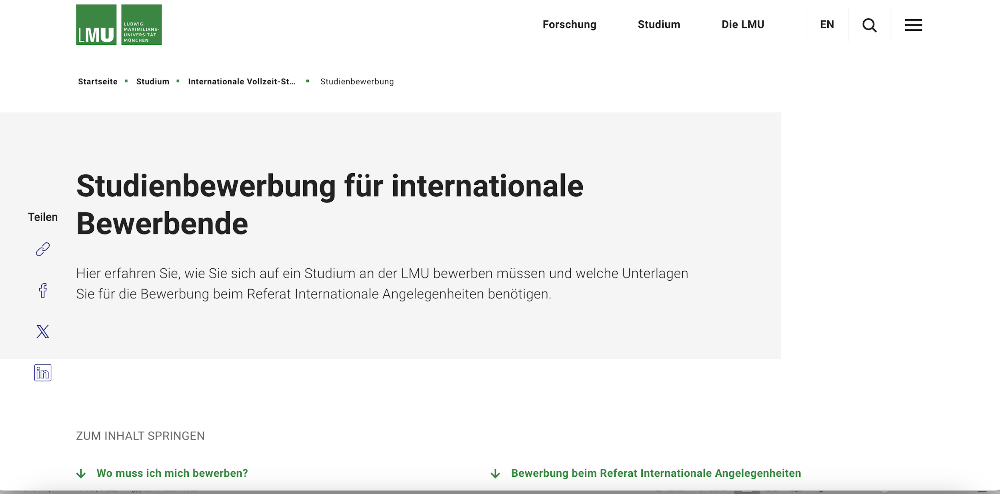 LMU
LUDWIG-
MAXIMILIANS-
UNIVERSITÄT
MÜNCHEN
Forschung Studium Die LMU EN
Startseite Studium Internationale Vollzeit-St... Studienbewerbung
Studienbewerbung für internationale
Bewerbende
Teilen
Hier erfahren Sie, wie Sie sich auf ein Studium an der LMU bewerben müssen und welche Unterlagen
Sie für die Bewerbung beim Referat Internationale Angelegenheiten benötigen.
ZUM INHALT SPRINGEN
Wo muss ich mich bewerben? Bewerbung beim Referat Internationale Angelegenheiten